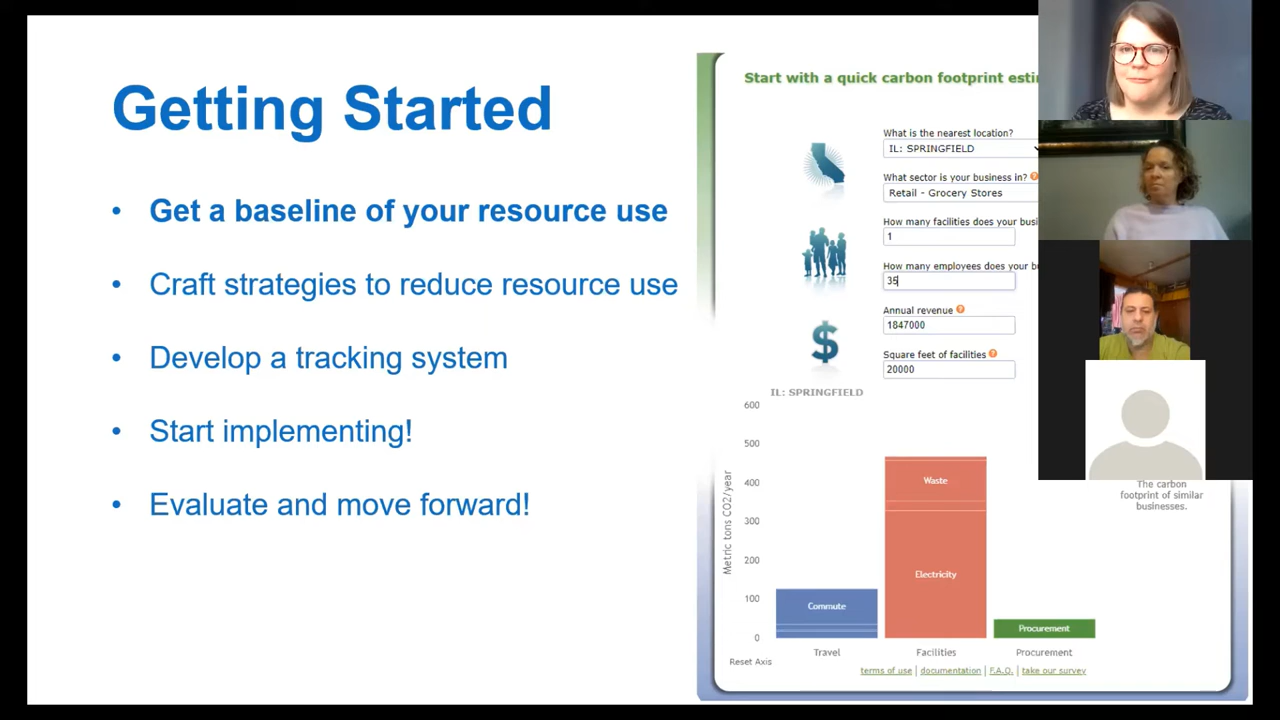 Getting Started
• Get a baseline of your resource use
• Craft strategies to reduce resource use
• Develop a tracking system
• Start implementing!
• Evaluate and move forward!
Start with a quick carbon footprint esti
What is the nearest location?
IL: SPRINGFIELD
What sector is your business in?
Retail - Grocery Stores
How many facilities does your busi
1
How many employees does your b
35
Annual revenue
1847000
Square feet of facilities
20000
IL: SPRINGFIELD
600
500
400
300
200
100
0
Metric tons CO2/year
Waste
Electricity
Commute
Procurement
Travel
Facilities
Procurement
Reset Axis
The carbon
footprint of similar
businesses.
terms of use | documentation | F.A.Q. | take our survey